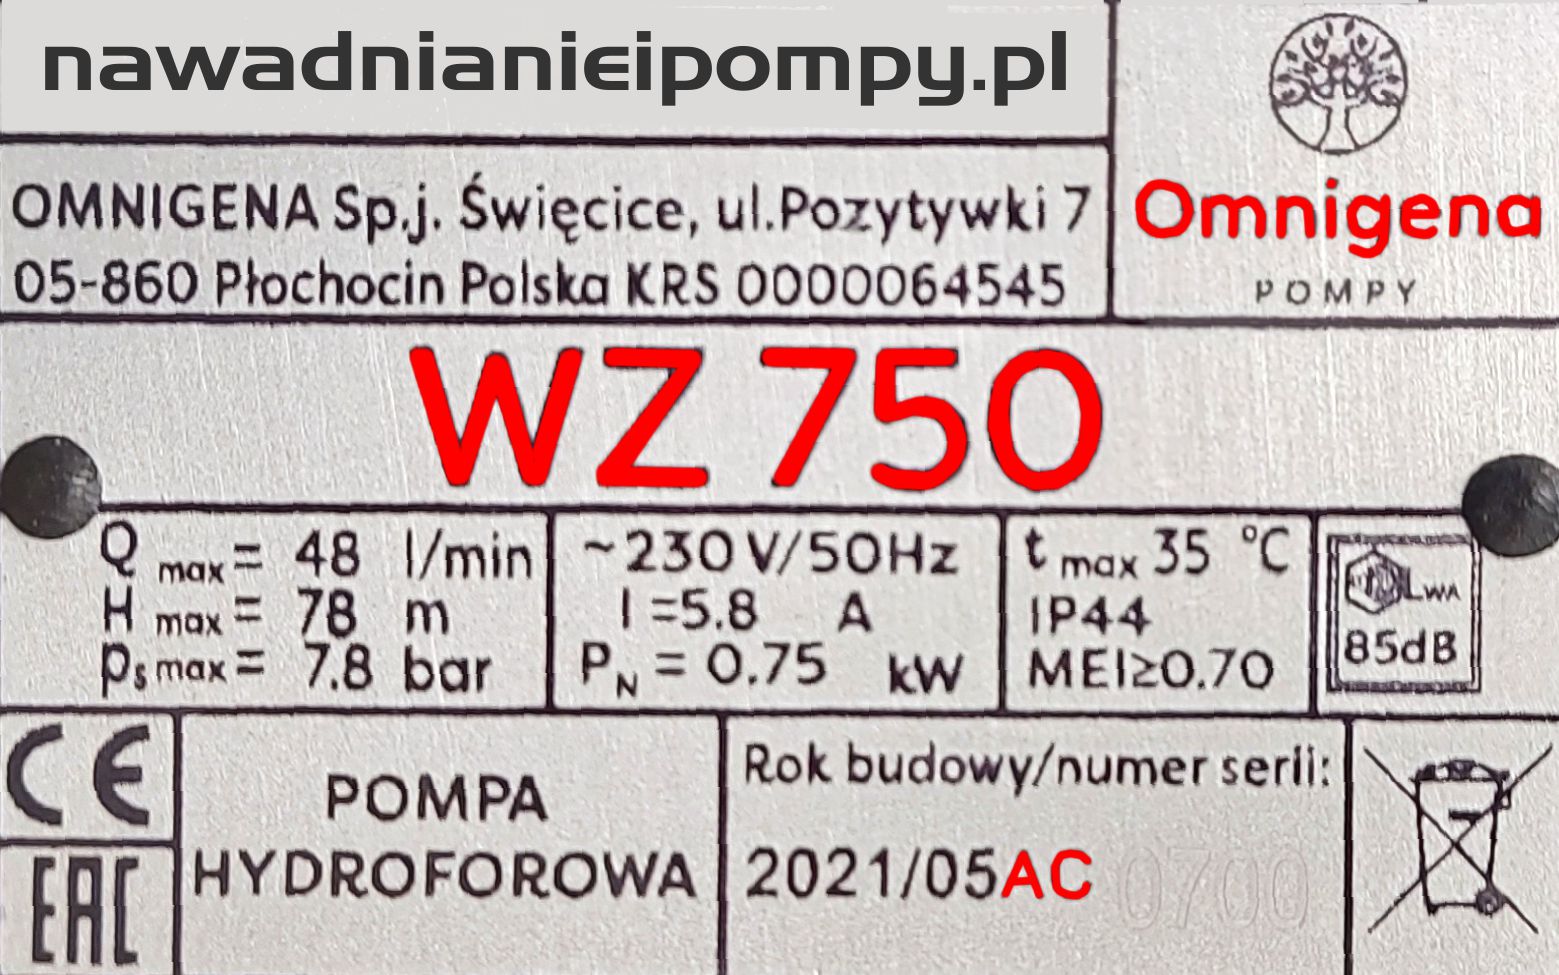 nawadnianieipompy.pl
OMNIGENA Sp.j. Święcice, ul.Pozytywki 7
05-860 Płochocin Polska KRS 0000064545
Omnigena
POMPY
WZ 750
Q max = 48 l/min
H max = 78 m
ps max = 7.8 bar
~230V/50Hz
I =5.8 A
PN = 0.75 kW
t max 35 °C
IP44
MEI≥0.70
LWA
85dB
CE
EAC
POMPA
HYDROFOROWA
Rok budowy/numer serii:
2021/05AC 0700